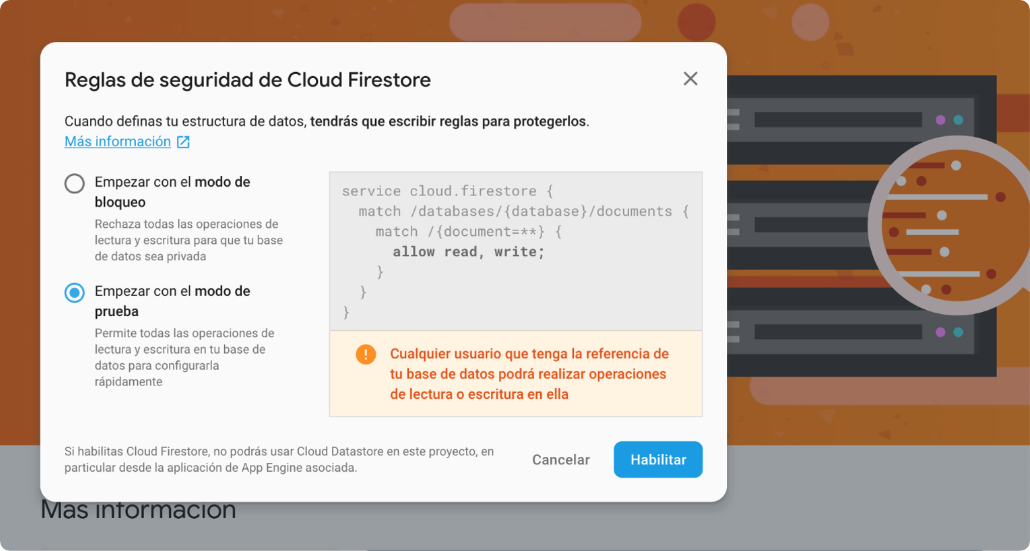 Reglas de seguridad de Cloud Firestore
Cuando definas tu estructura de datos, tendrás que escribir reglas para protegerlos.
Más información
Empezar con el modo de
bloqueo
Rechaza todas las operaciones de
lectura y escritura para que tu base
de datos sea privada
Empezar con el modo de
prueba
Permite todas las operaciones de
lectura y escritura en tu base de
datos para configurarla
rápidamente
service cloud.firestore {
match /databases/{database}/documents {
match /{document=**} {
allow read, write;
}
}
}
Cualquier usuario que tenga la referencia de
tu base de datos podrá realizar operaciones
de lectura o escritura en ella
Si habilitas Cloud Firestore, no podrás usar Cloud Datastore en este proyecto, en
particular desde la aplicación de App Engine asociada.
Cancelar
Habilitar
Más información